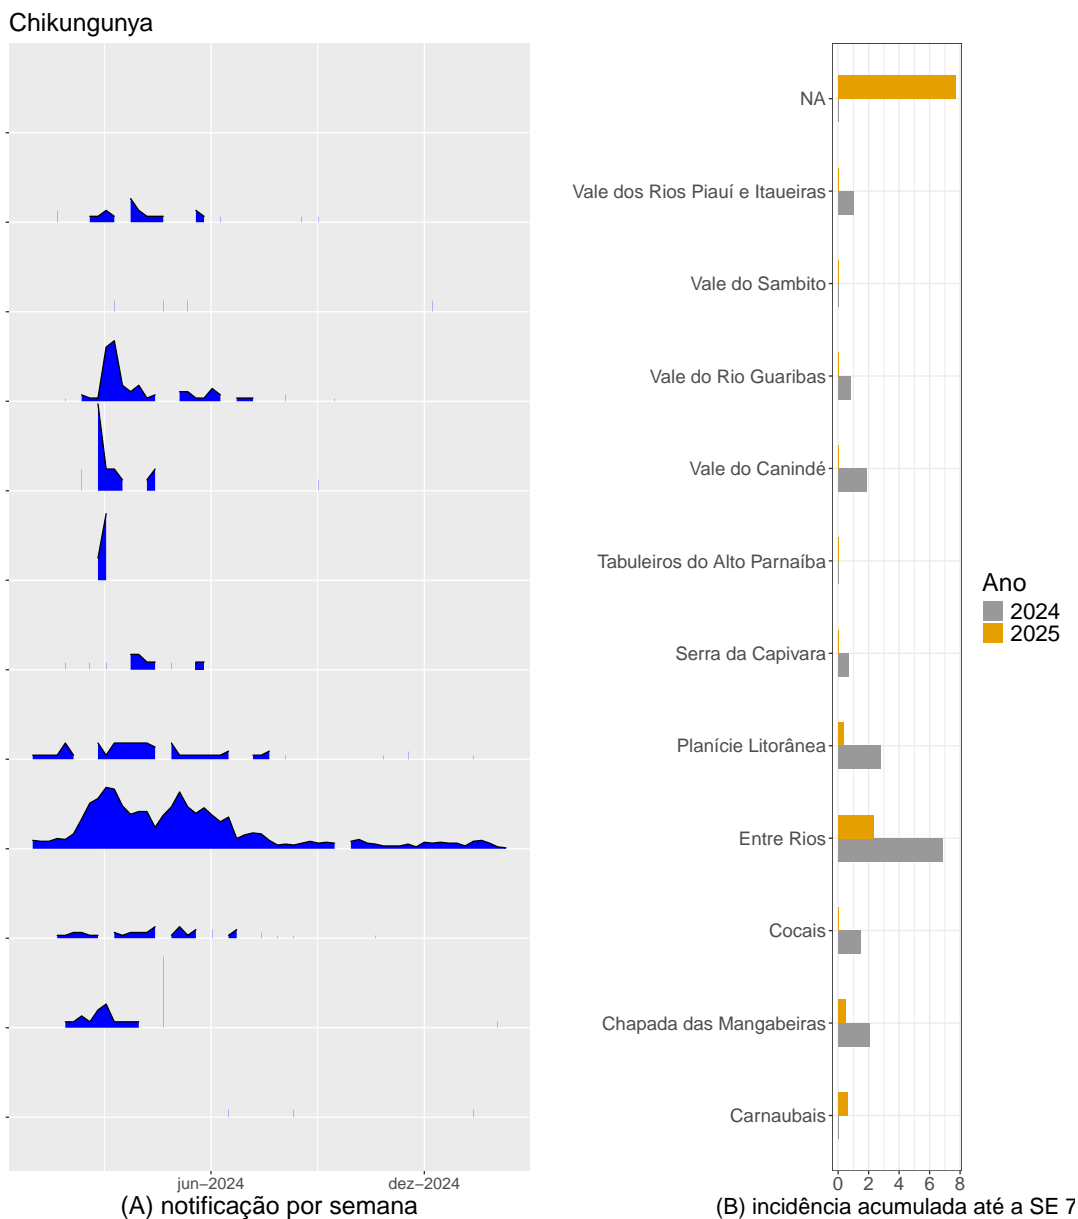 Chikungunya
NA
Vale dos Rios Piauí e Itaueiras
Vale do Sambito
Vale do Rio Guaribas
Vale do Canindé
Tabuleiros do Alto Parnaíba
Serra da Capivara
Planície Litorânea
Entre Rios
Cocais
Chapada das Mangabeiras
Carnaubais
Ano
2024
2025
jun–2024 dez–2024
0 2 4 6 8
(A) notificação por semana
(B) incidência acumulada até a SE 7